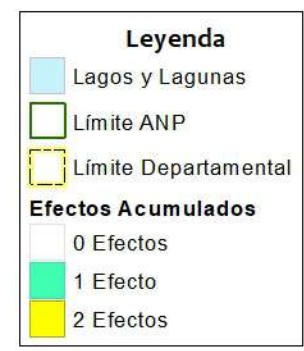 Leyenda
Lagos y Lagunas
Límite ANP
Límite Departamental
Efectos Acumulados
0 Efectos
1 Efecto
2 Efectos